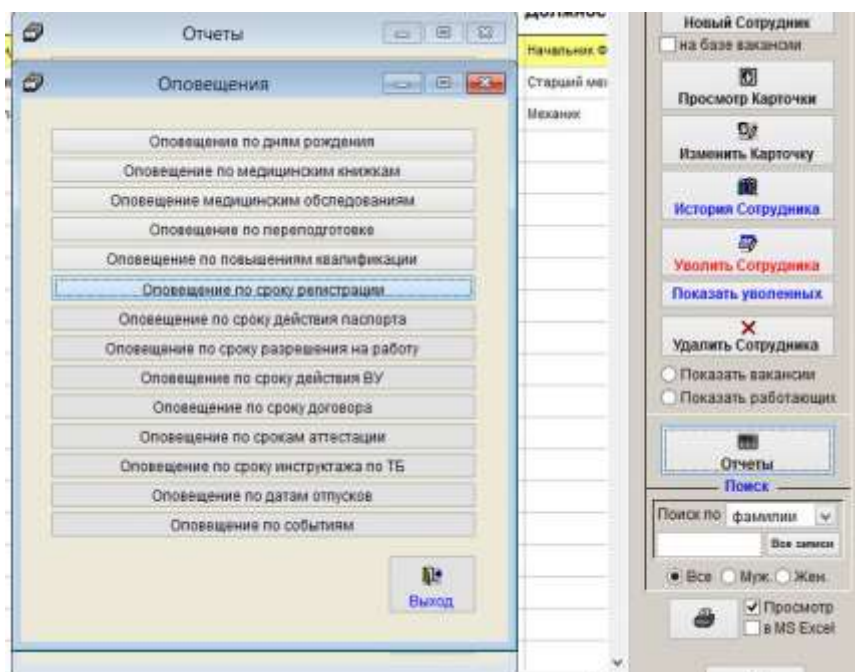 Отчеты
Оповещения
Оповещение по дням рождения
Оповещение по медицинским книжкам
Оповещение медицинским обследованиям
Оповещение по переподготовке
Оповещение по повышениям квалификации
Оповещение по сроку регистрации
Оповещение по сроку действия паспорта
Оповещение по сроку разрешения на работу
Оповещение по сроку действия ВУ
Оповещение по сроку договора
Оповещение по срокам аттестации
Оповещение по сроку инструктажа по ТБ
Оповещение по датам отпусков
Оповещение по событиям
Выход
Начальник Ф
Старший мех
Механик
Новый Сотрудник
на базе вакансии
Просмотр Карточки
Изменить Карточку
История Сотрудника
Уволить Сотрудника
Показать уволенных
Удалить Сотрудника
Показать вакансии
Показать работающих
Отчеты
Поиск
Поиск по фамилии
Все записи
Все Муж. Жен.
Просмотр
в MS Excel